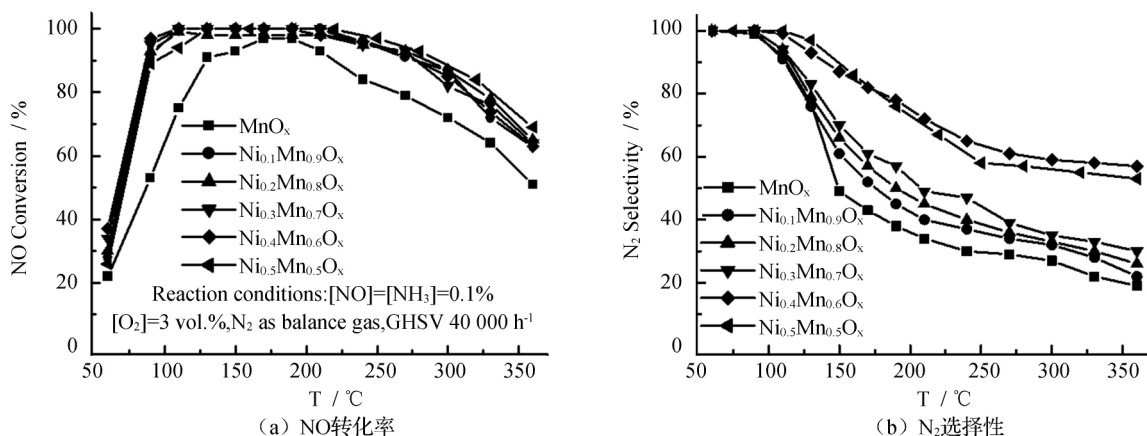 NO Conversion / %
100
80
60
40
20
0
MnOₓ
Ni₀.₁Mn₀.₉Oₓ
Ni₀.₂Mn₀.₈Oₓ
Ni₀.₃Mn₀.₇Oₓ
Ni₀.₄Mn₀.₆Oₓ
Ni₀.₅Mn₀.₅Oₓ
Reaction conditions:[NO]=[NH₃]=0.1%
[O₂]=3 vol.%,N₂ as balance gas,GHSV 40 000 h⁻¹
50 100 150 200 250 300 350
T / ℃
（a）NO转化率
N₂ Selectivity / %
100
80
60
40
20
0
MnOₓ
Ni₀.₁Mn₀.₉Oₓ
Ni₀.₂Mn₀.₈Oₓ
Ni₀.₃Mn₀.₇Oₓ
Ni₀.₄Mn₀.₆Oₓ
Ni₀.₅Mn₀.₅Oₓ
50 100 150 200 250 300 350
T / ℃
（b）N₂选择性